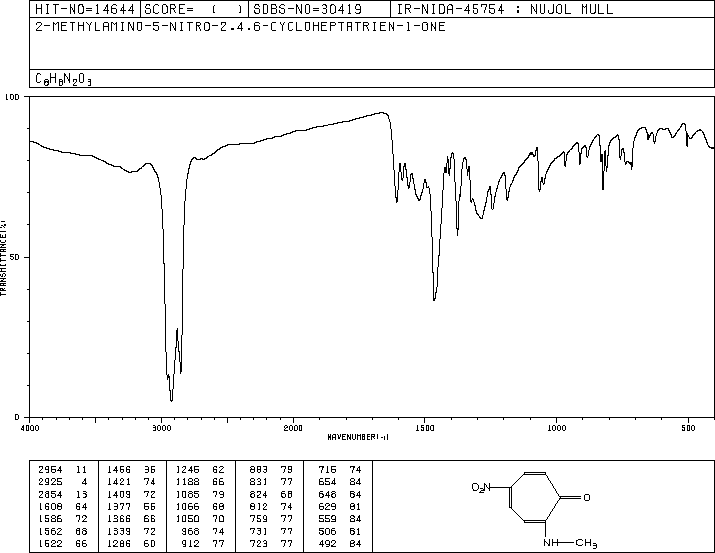 HIT-NO=14644 SCORE= ( ) SDBS-NO=30419 IR-NIDA-45754 : NUJOL MULL
2-METHYLAMINO-5-NITRO-2,4,6-CYCLOHEPTATRIEN-1-ONE
C8H8N2O3
100
50
0
TRANSMITTANCE(%)
4000 3000 2000 1500 1000 500
WAVENUMBER(-1)
2954 11 1466 36 1246 62 883 79 716 74
2925 4 1421 74 1188 66 831 77 654 84
2854 13 1409 72 1085 79 824 68 648 84
1608 64 1377 55 1066 68 812 74 629 81
1586 72 1366 66 1050 70 759 77 559 84
1562 68 1339 72 968 74 731 77 506 81
1522 66 1286 60 912 77 723 77 492 84
O2N
O
NH CH3